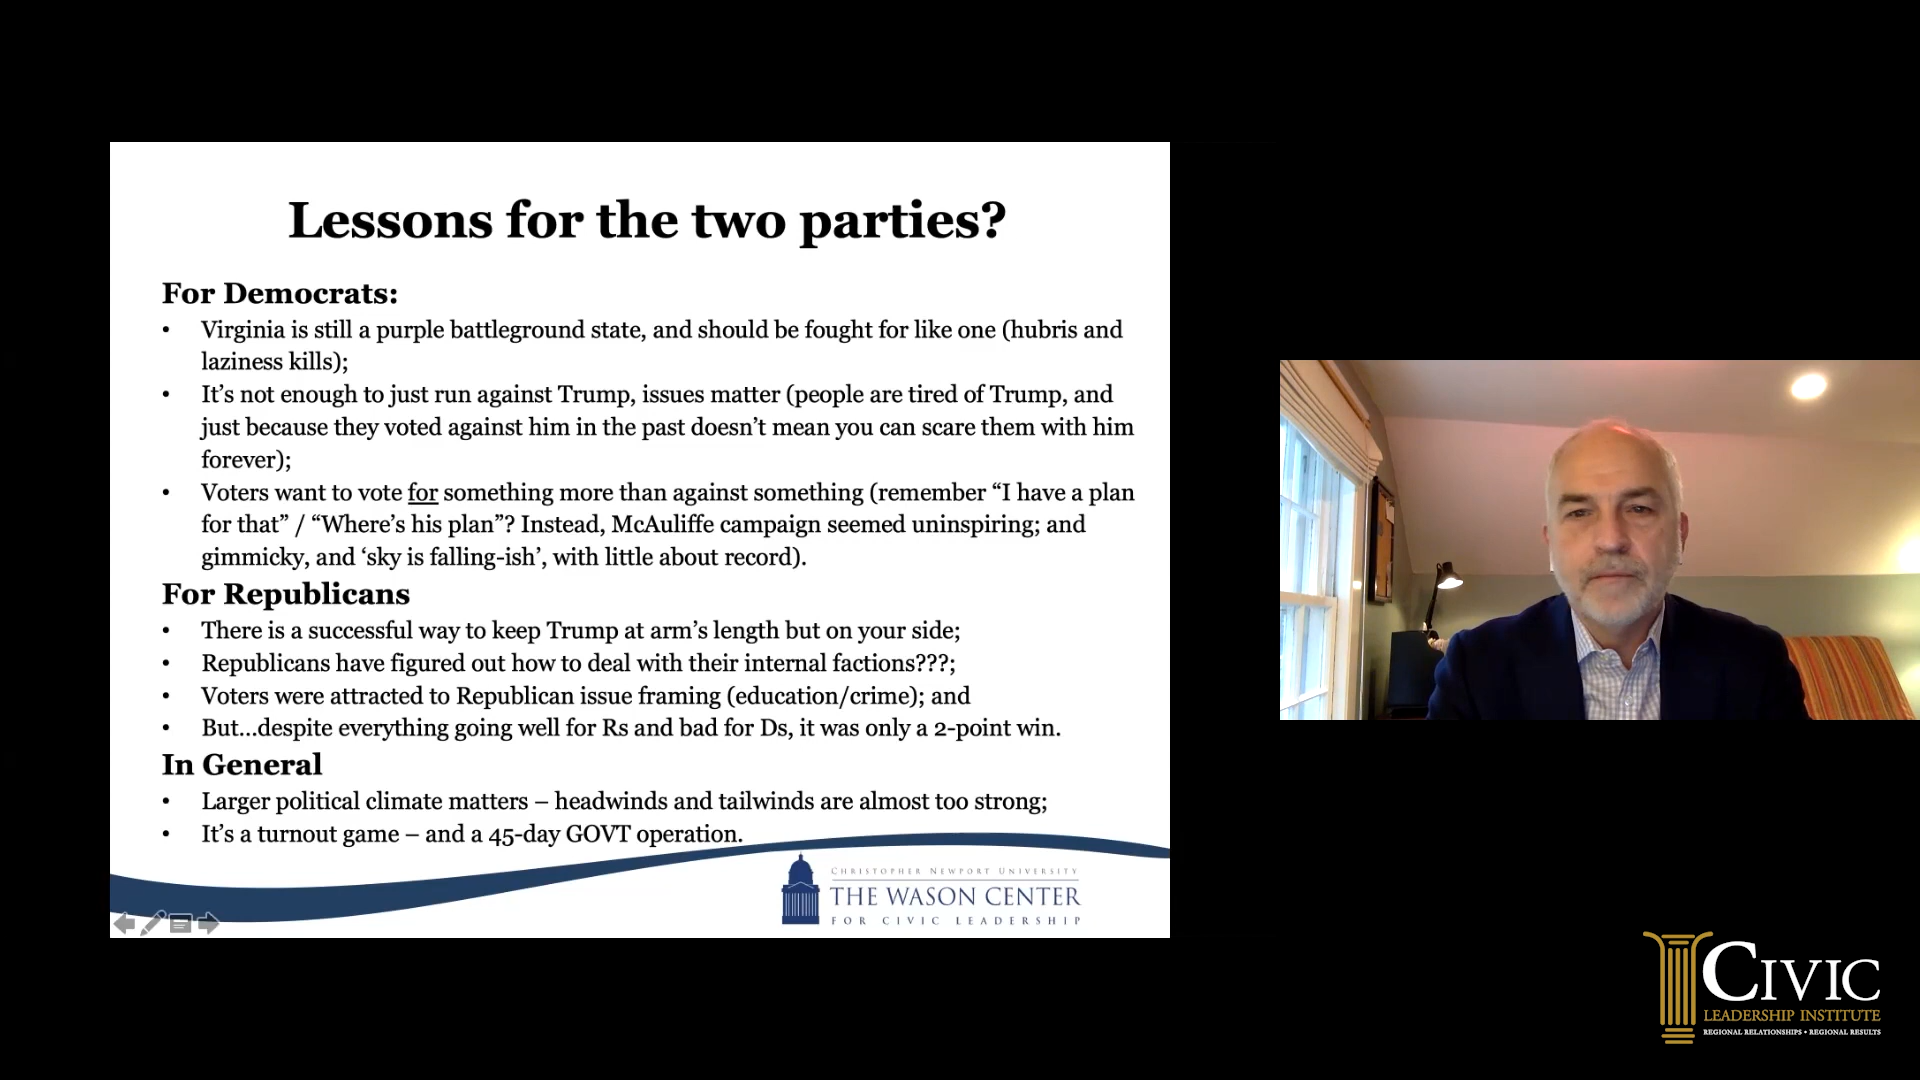 Lessons for the two parties?
For Democrats:
• Virginia is still a purple battleground state, and should be fought for like one (hubris and
laziness kills);
• It’s not enough to just run against Trump, issues matter (people are tired of Trump, and
just because they voted against him in the past doesn’t mean you can scare them with him
forever);
• Voters want to vote for something more than against something (remember “I have a plan
for that” / “Where’s his plan”? Instead, McAuliffe campaign seemed uninspiring; and
gimmicky, and ‘sky is falling-ish’, with little about record).
For Republicans
• There is a successful way to keep Trump at arm’s length but on your side;
• Republicans have figured out how to deal with their internal factions???;
• Voters were attracted to Republican issue framing (education/crime); and
• But…despite everything going well for Rs and bad for Ds, it was only a 2-point win.
In General
• Larger political climate matters – headwinds and tailwinds are almost too strong;
• It’s a turnout game – and a 45-day GOVT operation.
CHRISTOPHER NEWPORT UNIVERSITY
THE WASON CENTER
FOR CIVIC LEADERSHIP
CIVIC
LEADERSHIP INSTITUTE
REGIONAL RELATIONSHIPS • REGIONAL RESULTS